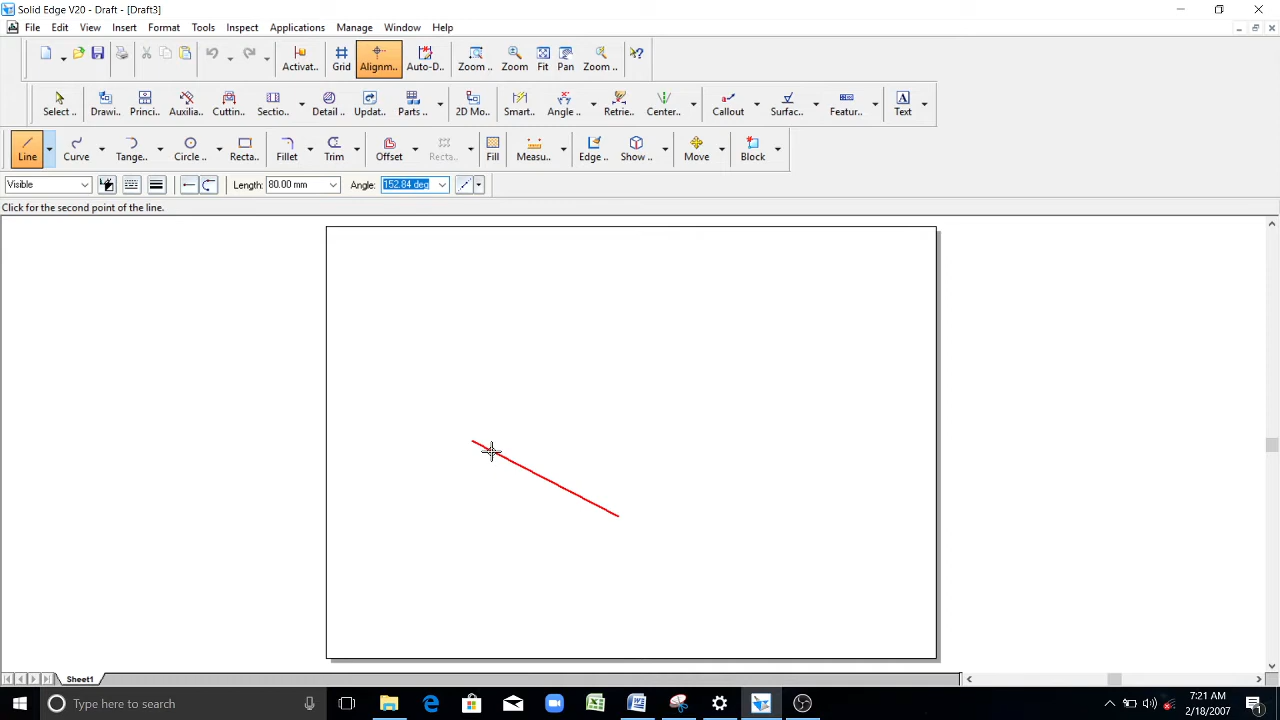 Solid Edge V20 - Draft - [Draft3]
File Edit View Insert Format Tools Inspect Applications Manage Window Help
Activat.. Grid Alignm.. Auto-D.. Zoom .. Zoom Fit Pan Zoom ..
Select .. Drawi.. Princi.. Auxilia.. Cuttin.. Sectio.. Detail .. Updat.. Parts .. 2D Mo.. Smart.. Angle .. Retrie.. Center.. Callout Surfac.. Featur.. Text
Line Curve Tange.. Circle .. Recta.. Fillet Trim Offset Recta.. Fill Measu.. Edge .. Show .. Move Block
Visible Length: 80.00 mm Angle: 152.84 deg
Click for the second point of the line.
Sheet1
Type here to search
7:21 AM
2/18/2007